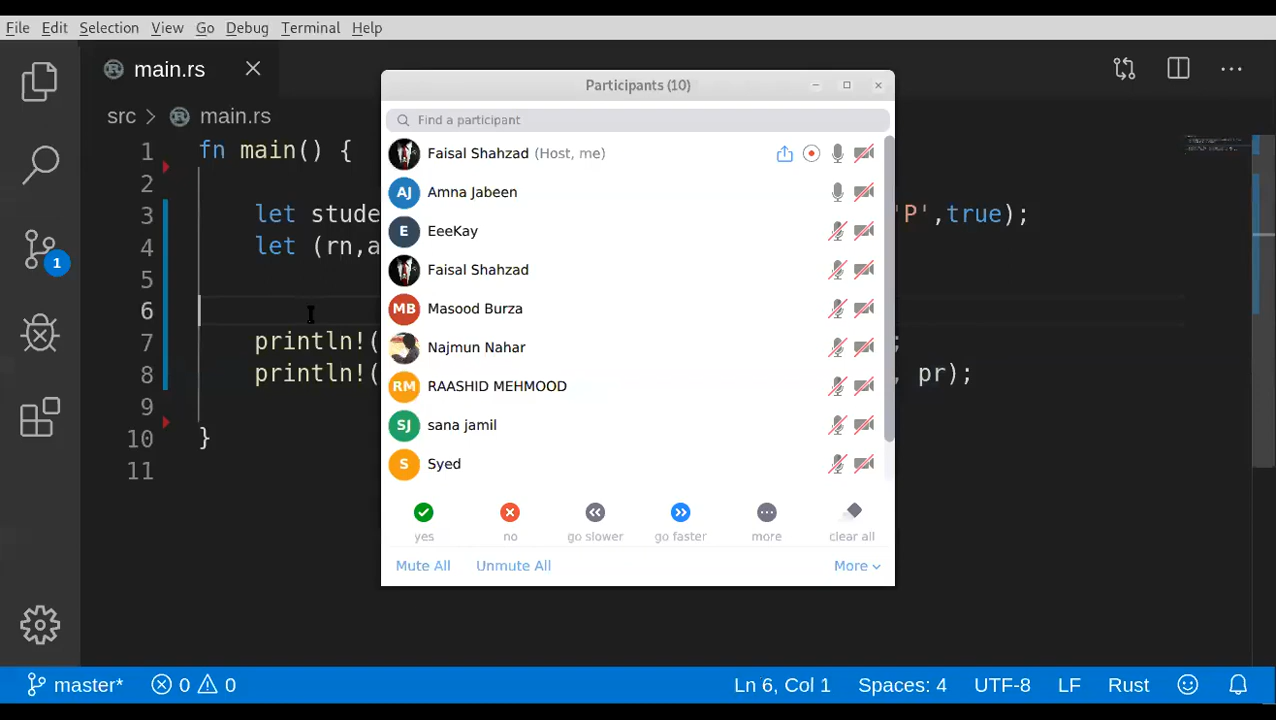 File Edit Selection View Go Debug Terminal Help
main.rs
src > main.rs
Participants (10)
Find a participant
Faisal Shahzad (Host, me)
AJ Amna Jabeen
E EeeKay
Faisal Shahzad
MB Masood Burza
Najmun Nahar
RM RAASHID MEHMOOD
SJ sana jamil
S Syed
yes no go slower go faster more clear all
Mute All Unmute All More
1 fn main() {
2
3 let stude 'P',true);
4 let (rn,a
5
6
7 println!( ;
8 println!( , pr);
9
10 }
11
1
master* 0 0 Ln 6, Col 1 Spaces: 4 UTF-8 LF Rust